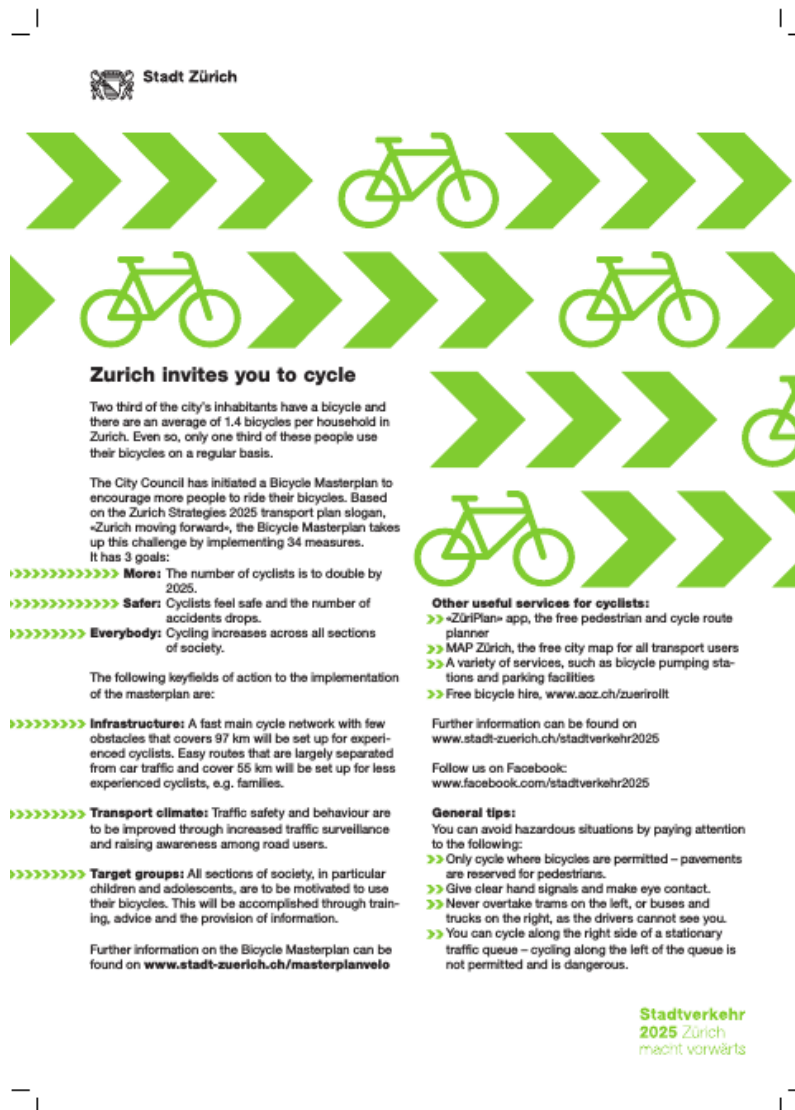 Stadt Zürich
Zurich invites you to cycle
Two third of the city's inhabitants have a bicycle and
there are an average of 1.4 bicycles per household in
Zurich. Even so, only one third of these people use
their bicycles on a regular basis.
The City Council has initiated a Bicycle Masterplan to
encourage more people to ride their bicycles. Based
on the Zurich Strategies 2025 transport plan slogan,
«Zurich moving forward», the Bicycle Masterplan takes
up this challenge by implementing 34 measures.
It has 3 goals:
More: The number of cyclists is to double by
2025.
Safer: Cyclists feel safe and the number of
accidents drops.
Everybody: Cycling increases across all sections
of society.
The following keyfields of action to the implementation
of the masterplan are:
Infrastructure: A fast main cycle network with few
obstacles that covers 97 km will be set up for experi-
enced cyclists. Easy routes that are largely separated
from car traffic and cover 55 km will be set up for less
experienced cyclists, e.g. families.
Transport climate: Traffic safety and behaviour are
to be improved through increased traffic surveillance
and raising awareness among road users.
Target groups: All sections of society, in particular
children and adolescents, are to be motivated to use
their bicycles. This will be accomplished through train-
ing, advice and the provision of information.
Further information on the Bicycle Masterplan can be
found on www.stadt-zuerich.ch/masterplanvelo
Other useful services for cyclists:
«ZüriPlan» app, the free pedestrian and cycle route
planner
MAP Zürich, the free city map for all transport users
A variety of services, such as bicycle pumping sta-
tions and parking facilities
Free bicycle hire, www.aoz.ch/zuerirollt
Further information can be found on
www.stadt-zuerich.ch/stadtverkehr2025
Follow us on Facebook:
www.facebook.com/stadtverkehr2025
General tips:
You can avoid hazardous situations by paying attention
to the following:
Only cycle where bicycles are permitted – pavements
are reserved for pedestrians.
Give clear hand signals and make eye contact.
Never overtake trams on the left, or buses and
trucks on the right, as the drivers cannot see you.
You can cycle along the right side of a stationary
traffic queue – cycling along the left of the queue is
not permitted and is dangerous.
Stadtverkehr
2025 Zürich
macht vorwärts